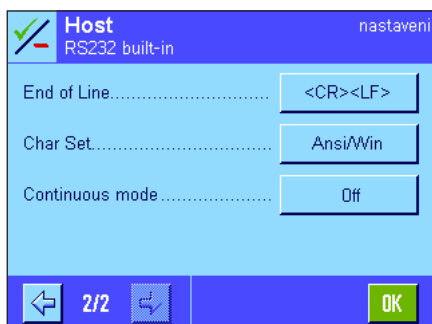 Host
nastaveni
RS232 built-in
End of Line............................ <CR><LF>
Char Set................................ Ansi/Win
Continuous mode..................... Off
2/2
OK